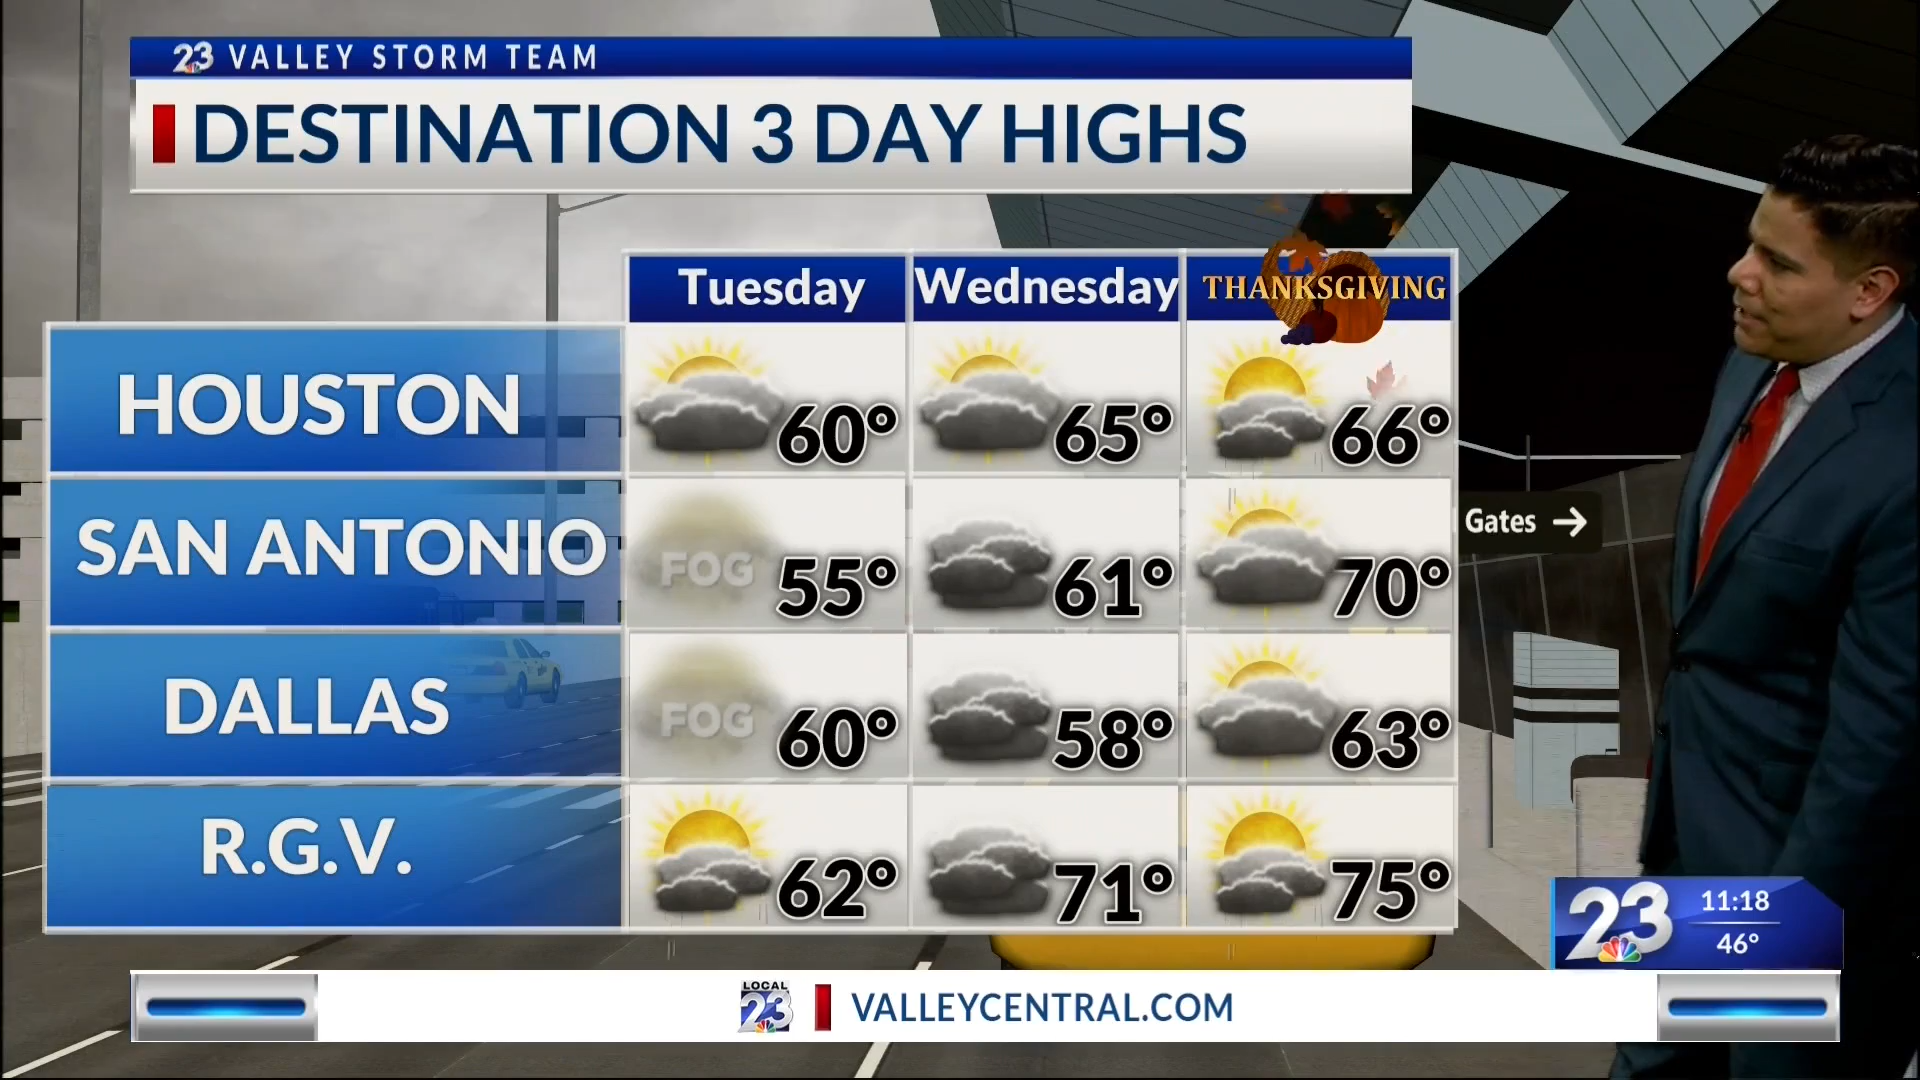 23 VALLEY STORM TEAM
DESTINATION 3 DAY HIGHS
Tuesday Wednesday THANKSGIVING
HOUSTON 60° 65° 66°
SAN ANTONIO FOG 55° 61° 70°
DALLAS FOG 60° 58° 63°
R.G.V. 62° 71° 75°
Gates →
23 11:18
46°
LOCAL
23 VALLEYCENTRAL.COM